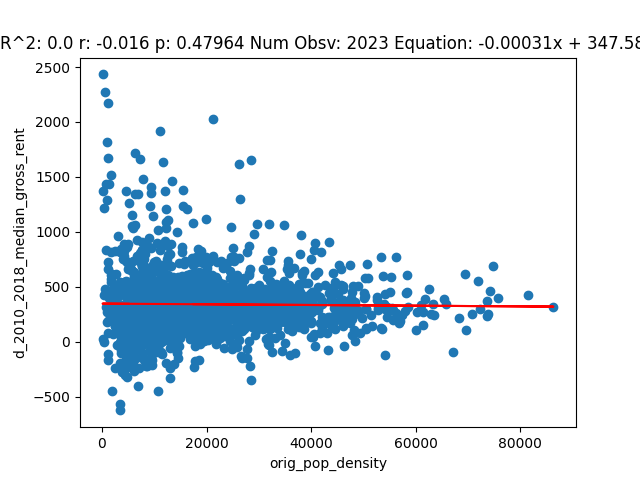 R^2: 0.0 r: -0.016 p: 0.47964 Num Obsv: 2023 Equation: -0.00031x + 347.58
2500
2000
1500
1000
500
0
−500
d_2010_2018_median_gross_rent
0 20000 40000 60000 80000
orig_pop_density